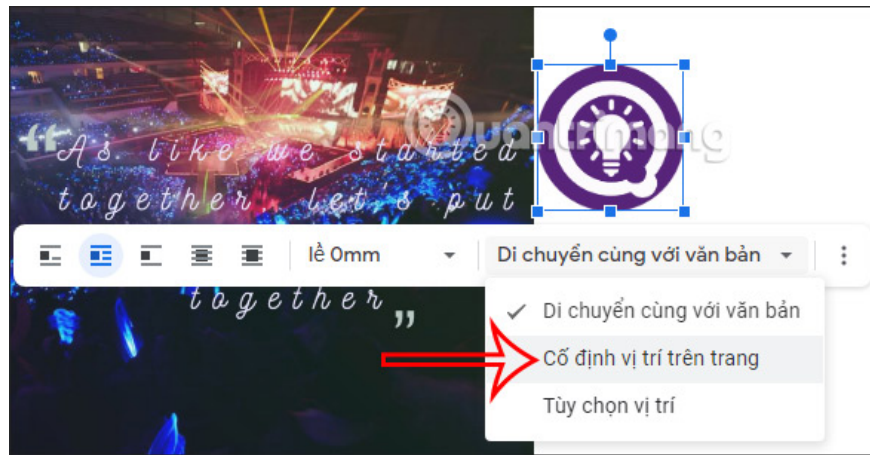 “As like we started
together let's put
together”
Quantrimang
lề 0mm
Di chuyển cùng với văn bản
Di chuyển cùng với văn bản
Cố định vị trí trên trang
Tùy chọn vị trí